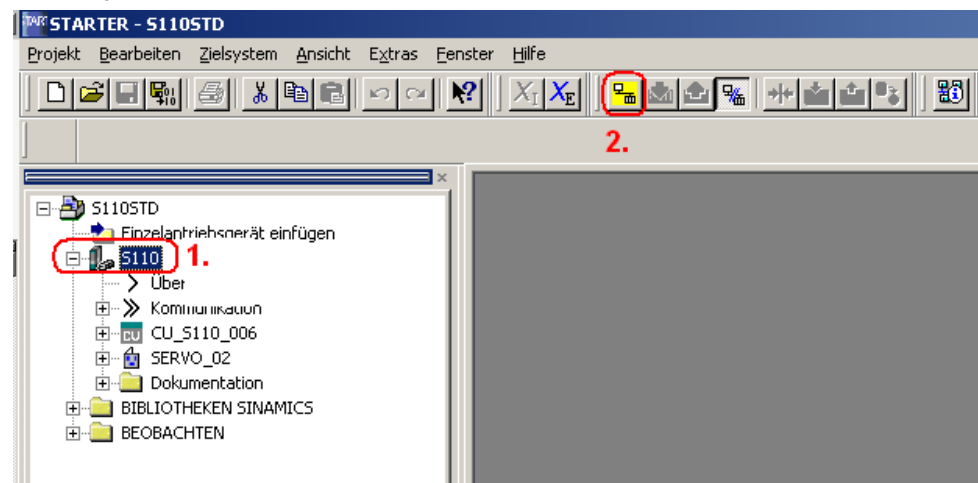 STARTER - S110STD
Projekt Bearbeiten Zielsystem Ansicht Extras Fenster Hilfe
2.
S110STD
Einzelantriebsgerät einfügen
S110 1.
Über
Kommunikation
CU_S110_006
SERVO_02
Dokumentation
BIBLIOTHEKEN SINAMICS
BEOBACHTEN